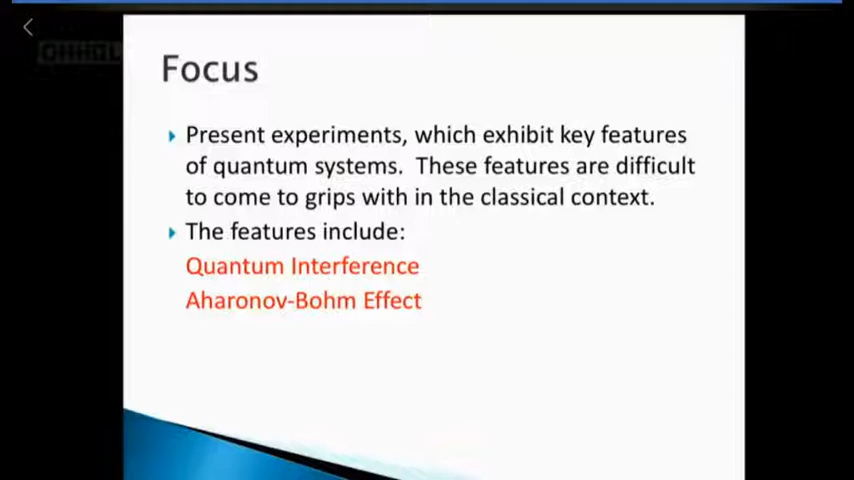 Focus
Present experiments, which exhibit key features
of quantum systems. These features are difficult
to come to grips with in the classical context.
The features include:
Quantum Interference
Aharonov-Bohm Effect